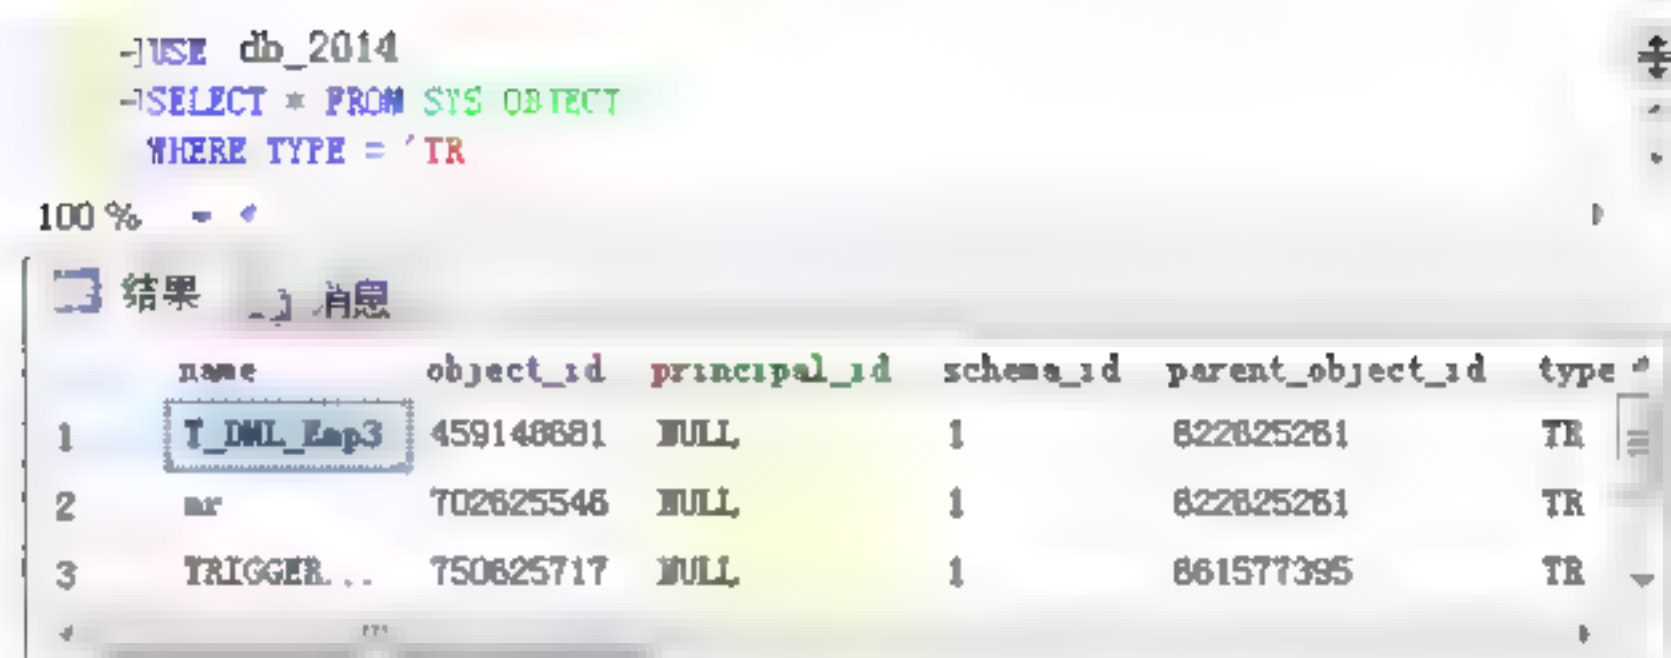 USE db_2014
SELECT * FROM SYS OBJECT
WHERE TYPE = 'TR
100 %
结果 消息
name object_id principal_id schema_id parent_object_id type
1 T_DML_Emp3 NULL 1 TR
2 mr 702625546 NULL 1 622625261 TR
3 TRIGGER... 750625717 NULL 1 661577395 TR